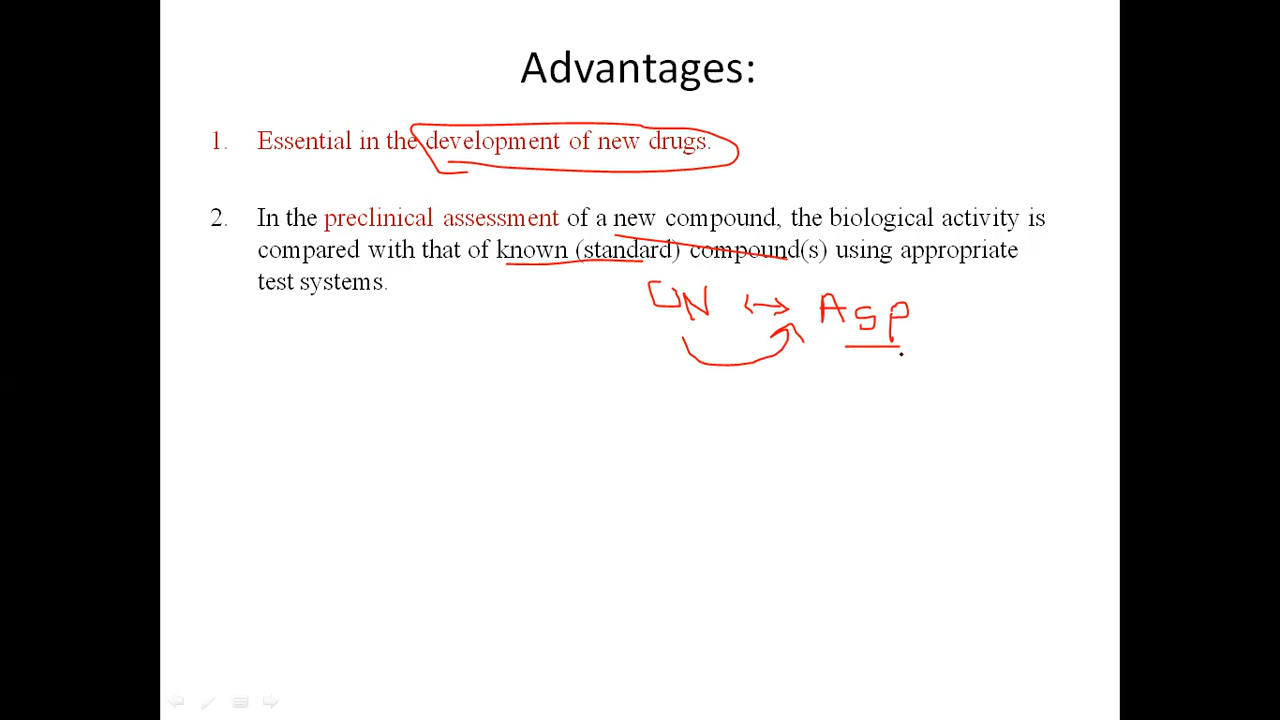 Advantages:
1. Essential in the development of new drugs.
2. In the preclinical assessment of a new compound, the biological activity is
compared with that of known (standard) compound(s) using appropriate
test systems.
↔ ASP